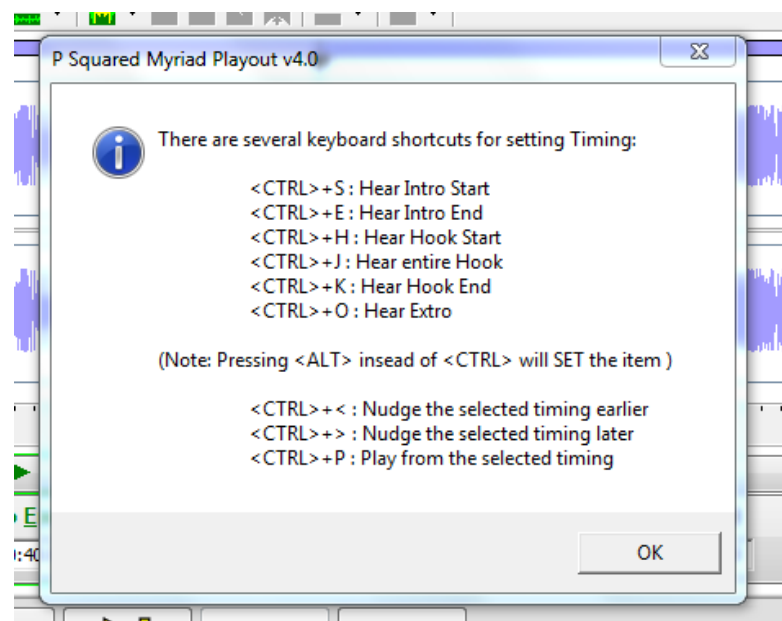 P Squared Myriad Playout v4.0
There are several keyboard shortcuts for setting Timing:
<CTRL>+S : Hear Intro Start
<CTRL>+E : Hear Intro End
<CTRL>+H : Hear Hook Start
<CTRL>+J : Hear entire Hook
<CTRL>+K : Hear Hook End
<CTRL>+O : Hear Extro
(Note: Pressing <ALT> insead of <CTRL> will SET the item )
<CTRL>+< : Nudge the selected timing earlier
<CTRL>+> : Nudge the selected timing later
<CTRL>+P : Play from the selected timing
E
:40
OK